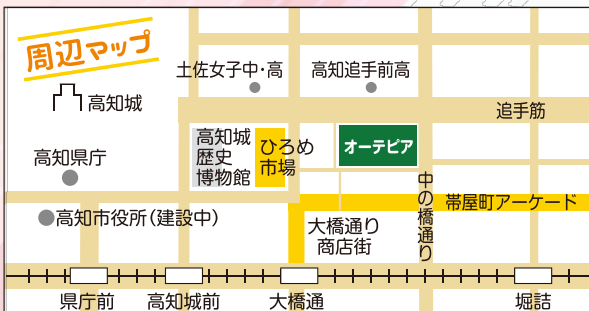 周辺マップ
土佐女子中・高
高知追手前高
高知城
追手筋
高知城
歴史
博物館
ひろめ
市場
オーテピア
高知県庁
中の橋通り
帯屋町アーケード
高知市役所(建設中)
大橋通り
商店街
県庁前
高知城前
大橋通
堀詰